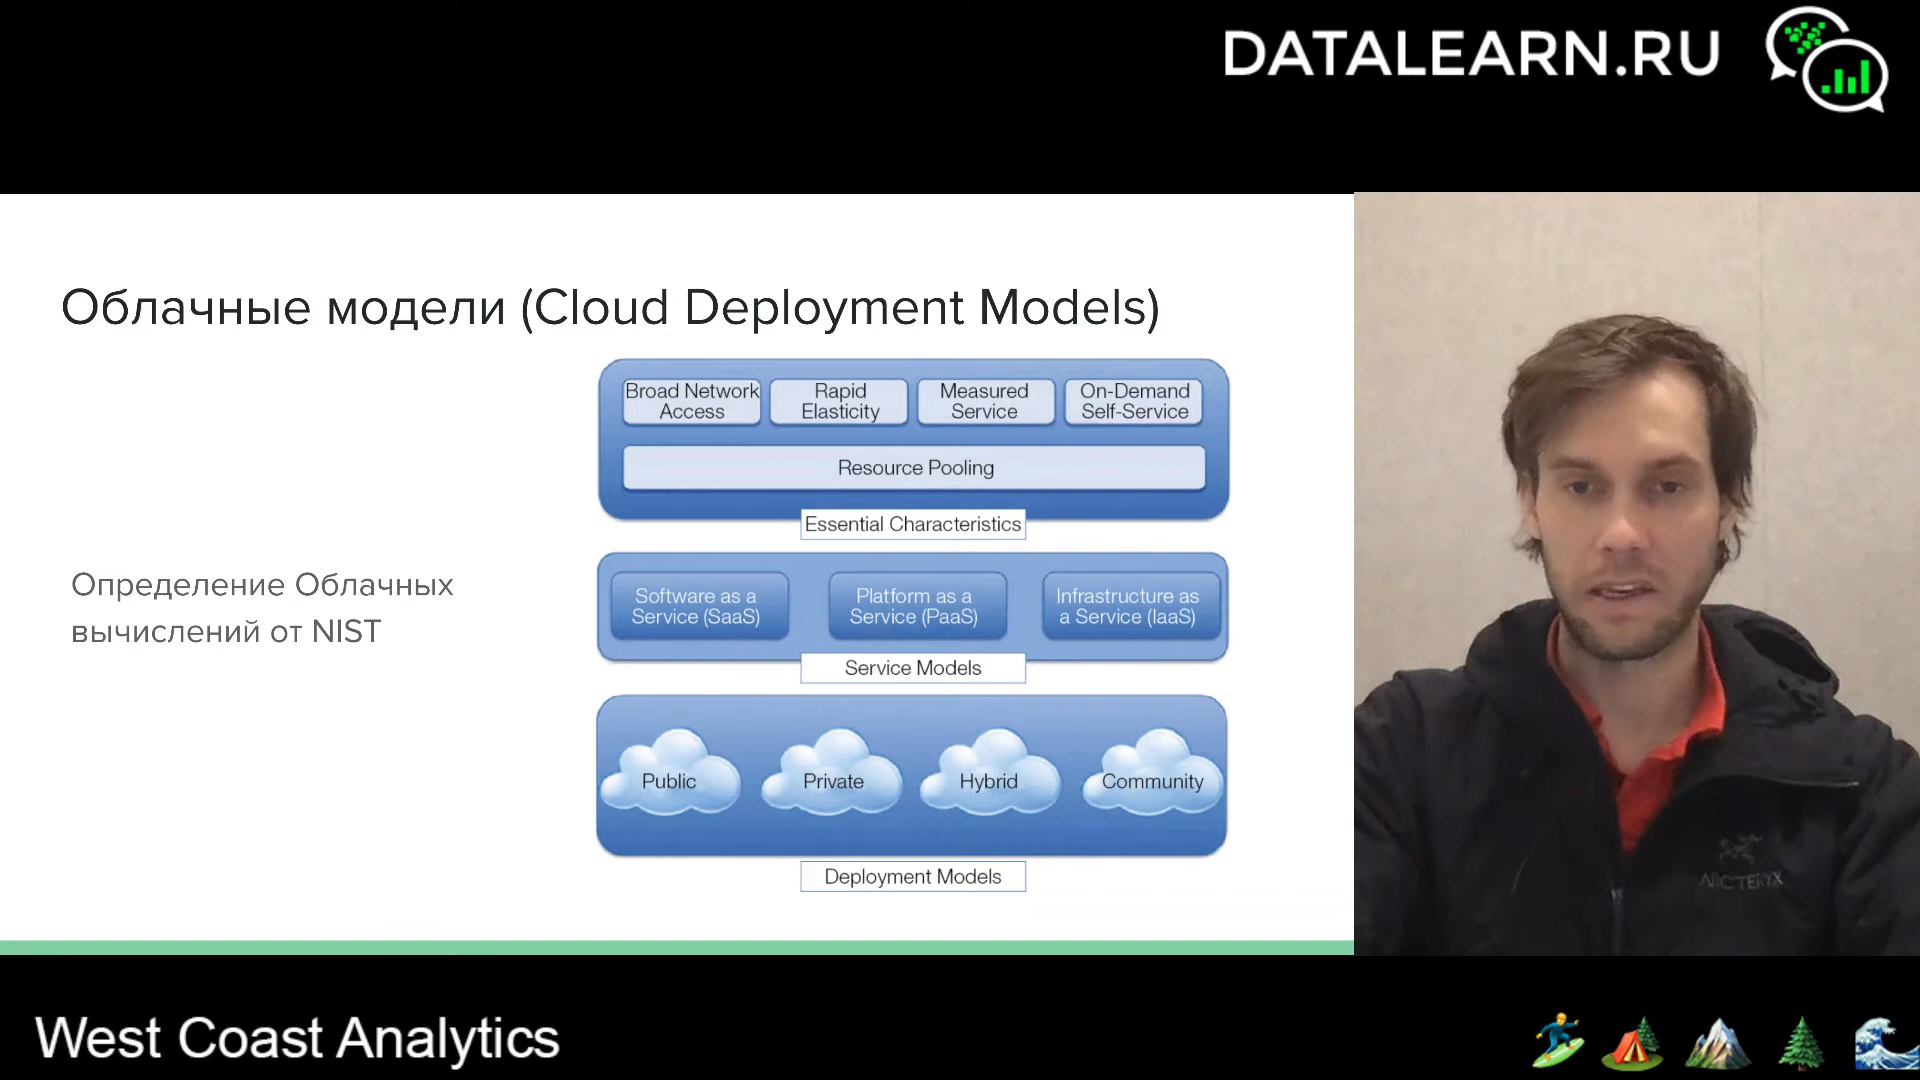 DATALEARN.RU
Облачные модели (Cloud Deployment Models)
Broad Network
Access
Rapid
Elasticity
Measured
Service
On-Demand
Self-Service
Resource Pooling
Essential Characteristics
Определение Облачных
вычислений от NIST
Software as a
Service (SaaS)
Platform as a
Service (PaaS)
Infrastructure as
a Service (IaaS)
Service Models
Public
Private
Hybrid
Community
Deployment Models
ARC'TERYX
West Coast Analytics